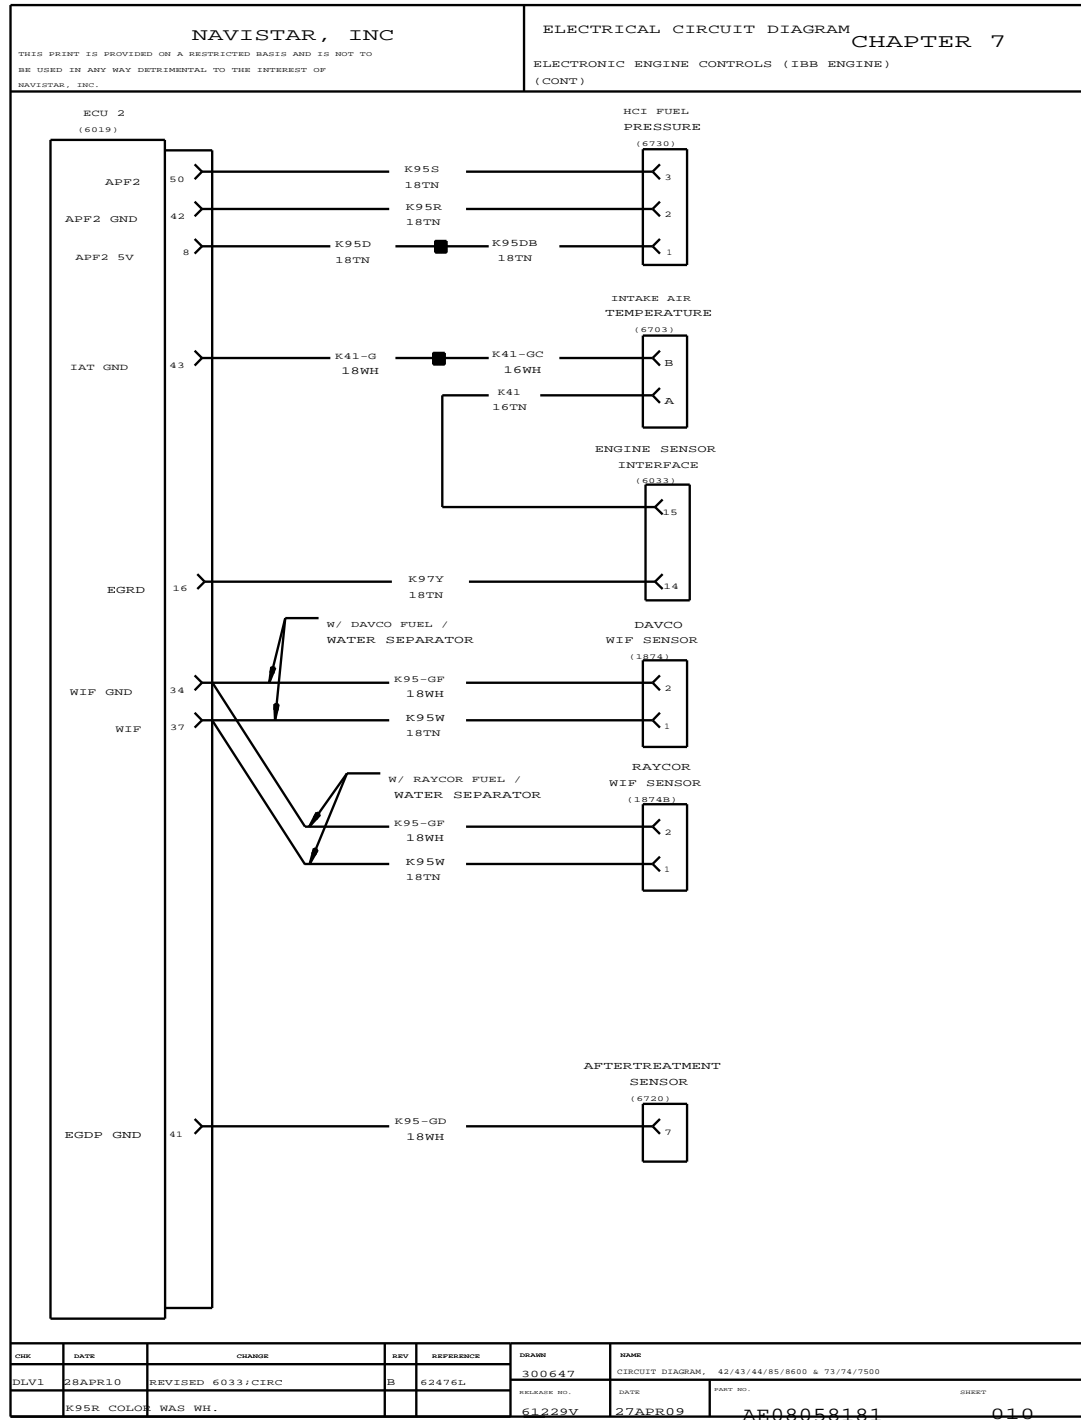 NAVISTAR, INC
THIS PRINT IS PROVIDED ON A RESTRICTED BASIS AND IS NOT TO
BE USED IN ANY WAY DETRIMENTAL TO THE INTEREST OF
NAVISTAR, INC.
ELECTRICAL CIRCUIT DIAGRAM
CHAPTER 7
ELECTRONIC ENGINE CONTROLS (IBB ENGINE)
(CONT)
ECU 2
(6019)
HCI FUEL
PRESSURE
(6730)
APF2 50 K95S 3
18TN
APF2 GND 42 K95R 2
18TN
APF2 5V 8 K95D K95DB 1
18TN 18TN
INTAKE AIR
TEMPERATURE
(6703)
IAT GND 43 K41-G K41-GC B
18WH 16WH
K41 A
16TN
ENGINE SENSOR
INTERFACE
(6033)
15
EGRD 16 K97Y 14
18TN
W/ DAVCO FUEL /
WATER SEPARATOR
DAVCO
WIF SENSOR
(1874)
WIF GND 34 K95-GF 2
18WH
WIF 37 K95W 1
18TN
RAYCOR
WIF SENSOR
(1874B)
W/ RAYCOR FUEL /
WATER SEPARATOR
K95-GF 2
18WH
K95W 1
18TN
AFTERTREATMENT
SENSOR
(6720)
EGDP GND 41 K95-GD 7
18WH
CHK DATE CHANGE REV REFERENCE DRAWN NAME
DLV1 28APR10 REVISED 6033;CIRC B 62476L 300647 CIRCUIT DIAGRAM, 42/43/44/85/8600 & 73/74/7500
RELEASE NO. DATE PART NO. SHEET
K95R COLOR WAS WH. 61229V 27APR09 AE08058181 010